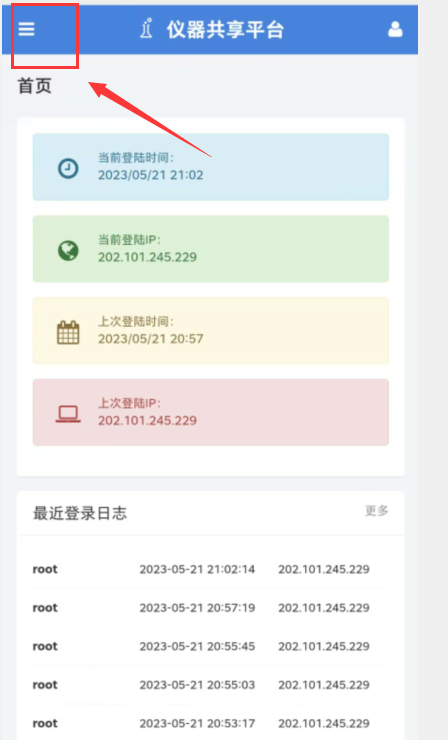 仪器共享平台
首页
当前登陆时间：
2023/05/21 21:02
当前登陆IP：
202.101.245.229
上次登陆时间：
2023/05/21 20:57
上次登陆IP：
202.101.245.229
最近登录日志 更多
root 2023-05-21 21:02:14 202.101.245.229
root 2023-05-21 20:57:19 202.101.245.229
root 2023-05-21 20:55:45 202.101.245.229
root 2023-05-21 20:55:03 202.101.245.229
root 2023-05-21 20:53:17 202.101.245.229